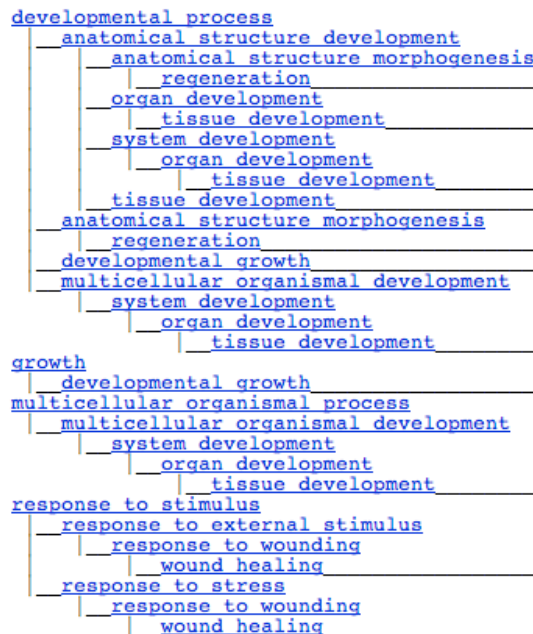 developmental process
anatomical structure development
anatomical structure morphogenesis
regeneration
organ development
tissue development
system development
organ development
tissue development
tissue development
anatomical structure morphogenesis
regeneration
developmental growth
multicellular organismal development
system development
organ development
tissue development
growth
developmental growth
multicellular organismal process
multicellular organismal development
system development
organ development
tissue development
response to stimulus
response to external stimulus
response to wounding
wound healing
response to stress
response to wounding
wound healing